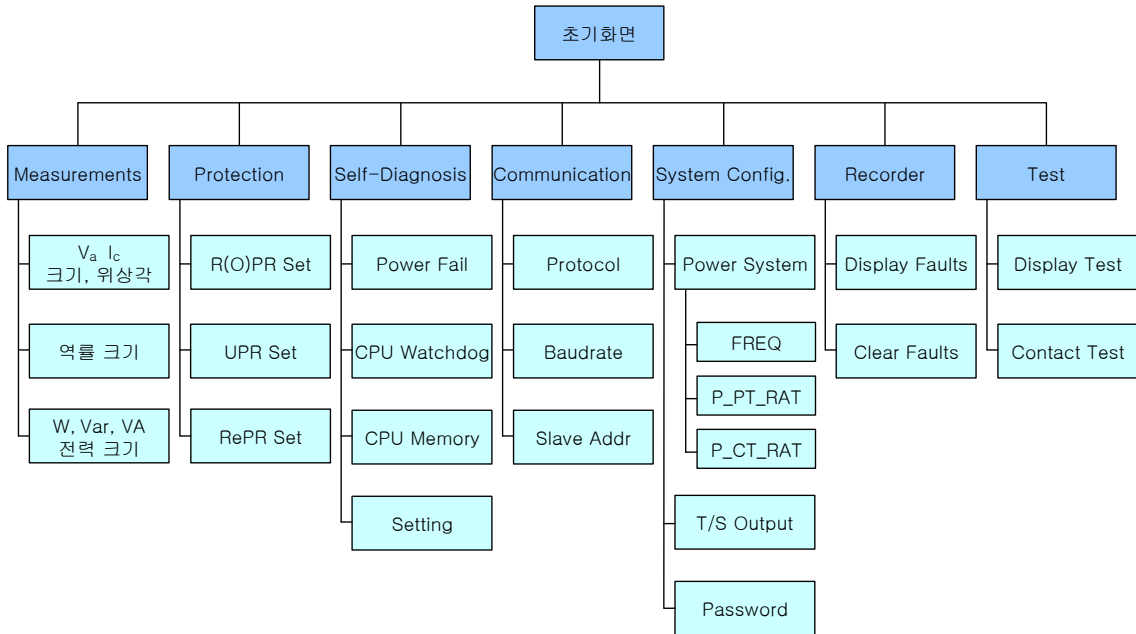 초기화면
Measurements
Protection
Self-Diagnosis
Communication
System Config.
Recorder
Test
Va Ic
크기, 위상각
역률 크기
W, Var, VA
전력 크기
R(O)PR Set
UPR Set
RePR Set
Power Fail
CPU Watchdog
CPU Memory
Setting
Protocol
Baudrate
Slave Addr
Power System
FREQ
P_PT_RAT
P_CT_RAT
T/S Output
Password
Display Faults
Clear Faults
Display Test
Contact Test